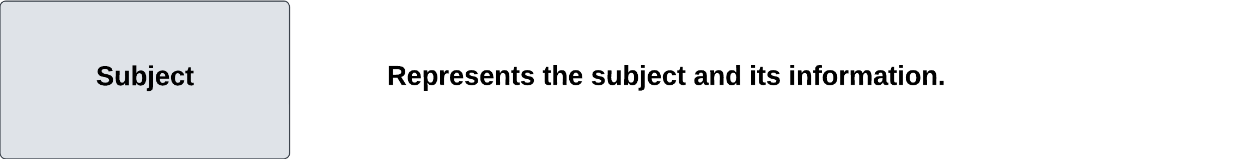 Subject
Represents the subject and its information.